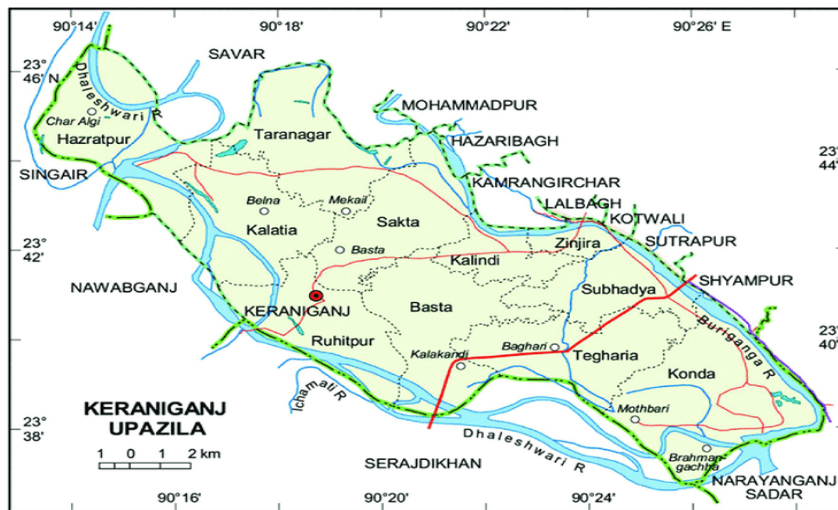 90°14'
90°18'
90°22'
90°26' E
23°
46' N
SAVAR
Dhaleshwari R
Char Algi
Hazratpur
Taranagar
MOHAMMADPUR
HAZARIBAGH
23°
44'
SINGAIR
KAMRANGIRCHAR
LALBAGH
KOTWALI
Belna
Mekail
Kalatia
Sakta
Zinjira
SUTRAPUR
23°
42'
Basta
Kalindi
NAWABGANJ
SHYAMPUR
Subhadya
KERANIGANJ
Basta
Buriganga R
23°
40'
Ruhitpur
Kalakandi
Baghari
Tegharia
Konda
Ichamati R
KERANIGANJ
UPAZILA
Mothbari
23°
38'
Dhaleshwari R
1 0 1 2 km
SERAJDIKHAN
Brahman-
gachha
NARAYANGANJ
SADAR
90°16'
90°20'
90°24'